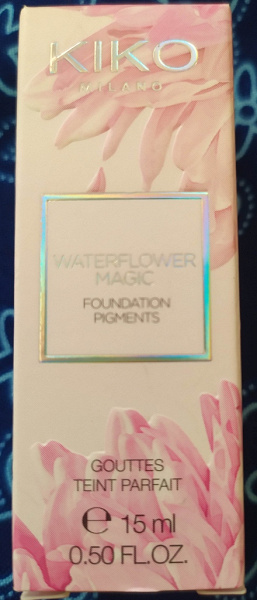 KIKO
MILANO
WATERFLOWER
MAGIC
FOUNDATION
PIGMENTS
GOUTTES
TEINT PARFAIT
℮ 15 ml
0.50 FL.OZ.